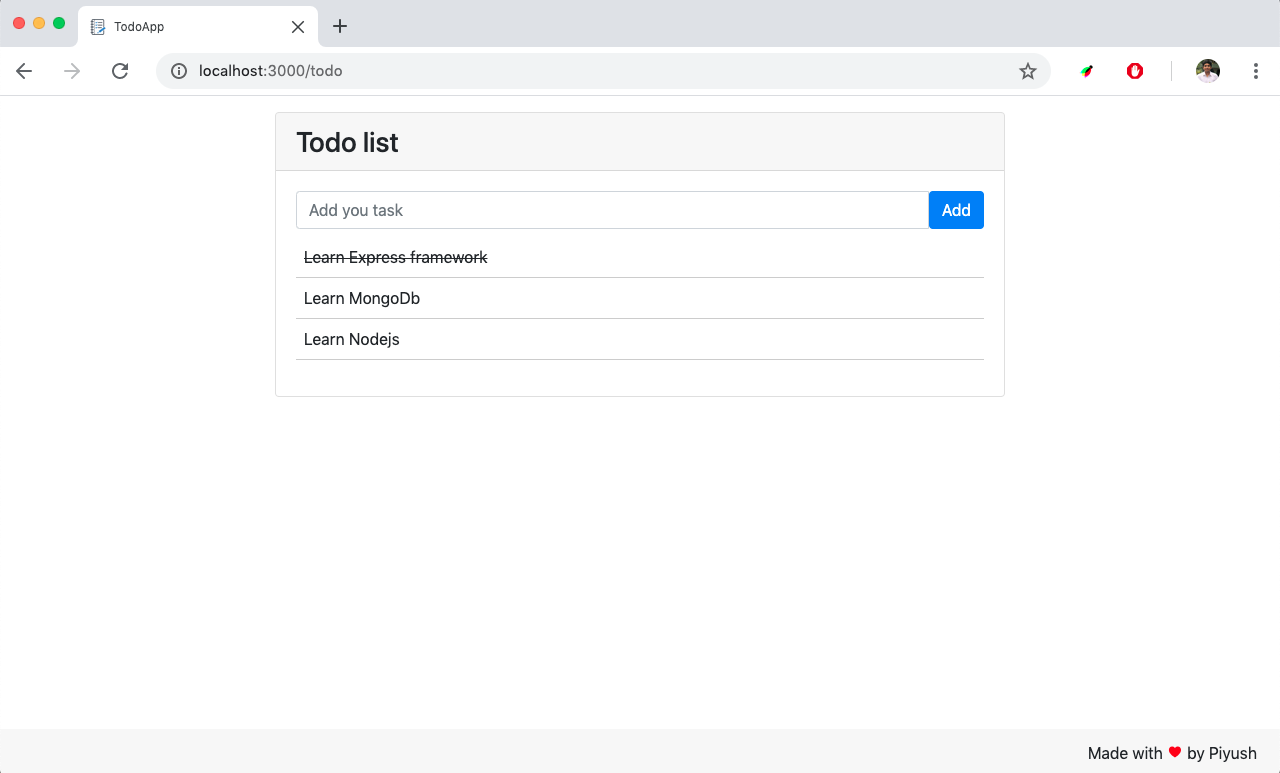 TodoApp
localhost:3000/todo
Todo list
Add you task
Add
Learn Express framework
Learn MongoDb
Learn Nodejs
Made with ❤ by Piyush